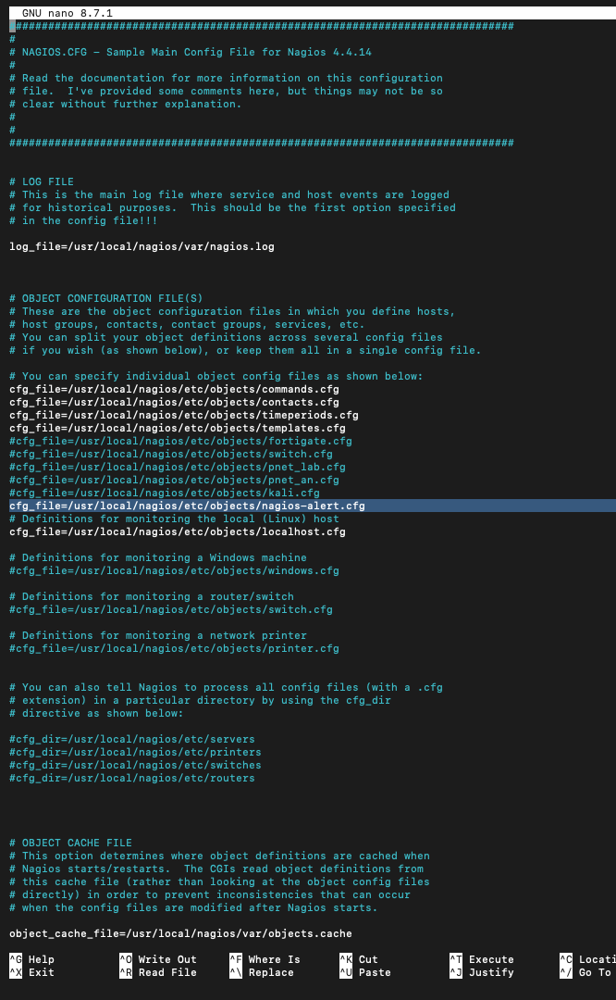 GNU nano 8.7.1
##############################################################################
#
# NAGIOS.CFG - Sample Main Config File for Nagios 4.4.14
#
# Read the documentation for more information on this configuration
# file.  I've provided some comments here, but things may not be so
# clear without further explanation.
#
#
##############################################################################
# LOG FILE
# This is the main log file where service and host events are logged
# for historical purposes.  This should be the first option specified
# in the config file!!!
log_file=/usr/local/nagios/var/nagios.log
# OBJECT CONFIGURATION FILE(S)
# These are the object configuration files in which you define hosts,
# host groups, contacts, contact groups, services, etc.
# You can split your object definitions across several config files
# if you wish (as shown below), or keep them all in a single config file.
# You can specify individual object config files as shown below:
cfg_file=/usr/local/nagios/etc/objects/commands.cfg
cfg_file=/usr/local/nagios/etc/objects/contacts.cfg
cfg_file=/usr/local/nagios/etc/objects/timeperiods.cfg
cfg_file=/usr/local/nagios/etc/objects/templates.cfg
#cfg_file=/usr/local/nagios/etc/objects/fortigate.cfg
#cfg_file=/usr/local/nagios/etc/objects/switch.cfg
#cfg_file=/usr/local/nagios/etc/objects/pnet_lab.cfg
#cfg_file=/usr/local/nagios/etc/objects/pnet_an.cfg
#cfg_file=/usr/local/nagios/etc/objects/kali.cfg
cfg_file=/usr/local/nagios/etc/objects/nagios-alert.cfg
# Definitions for monitoring the local (Linux) host
cfg_file=/usr/local/nagios/etc/objects/localhost.cfg
# Definitions for monitoring a Windows machine
#cfg_file=/usr/local/nagios/etc/objects/windows.cfg
# Definitions for monitoring a router/switch
#cfg_file=/usr/local/nagios/etc/objects/switch.cfg
# Definitions for monitoring a network printer
#cfg_file=/usr/local/nagios/etc/objects/printer.cfg
# You can also tell Nagios to process all config files (with a .cfg
# extension) in a particular directory by using the cfg_dir
# directive as shown below:
#cfg_dir=/usr/local/nagios/etc/servers
#cfg_dir=/usr/local/nagios/etc/printers
#cfg_dir=/usr/local/nagios/etc/switches
#cfg_dir=/usr/local/nagios/etc/routers
# OBJECT CACHE FILE
# This option determines where object definitions are cached when
# Nagios starts/restarts.  The CGIs read object definitions from
# this cache file (rather than looking at the object config files
# directly) in order to prevent inconsistencies that can occur
# when the config files are modified after Nagios starts.
object_cache_file=/usr/local/nagios/var/objects.cache
^G Help ^O Write Out ^F Where Is ^K Cut ^T Execute ^C Locati
^X Exit ^R Read File ^\ Replace ^U Paste ^J Justify ^/ Go To